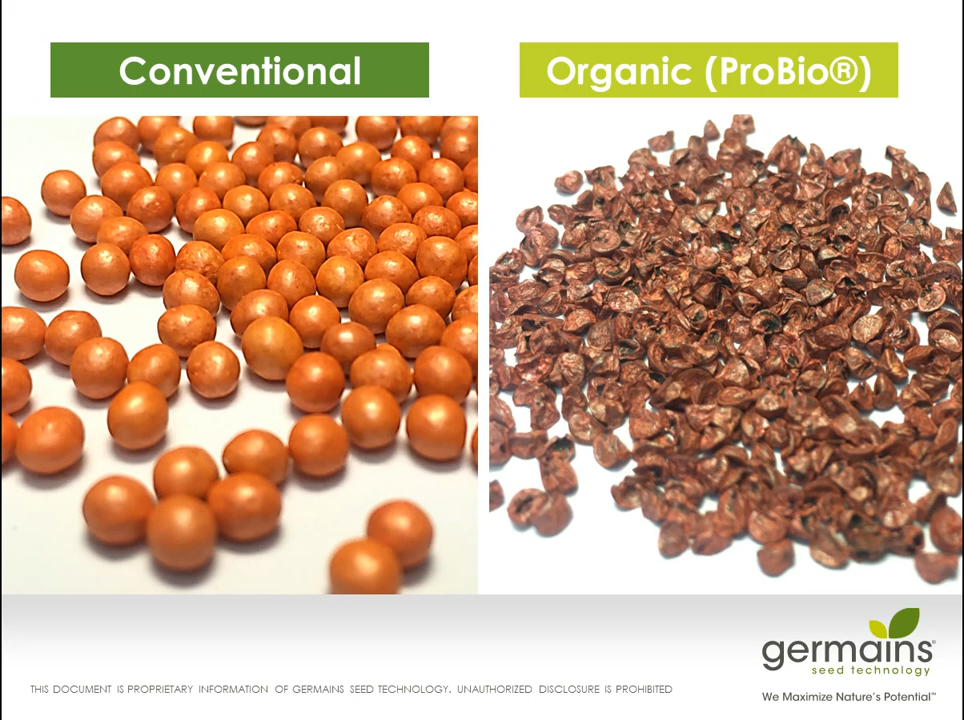 Conventional
Organic (ProBio®)
germains®
seed technology
THIS DOCUMENT IS PROPRIETARY INFORMATION OF GERMAINS SEED TECHNOLOGY. UNAUTHORIZED DISCLOSURE IS PROHIBITED
We Maximize Nature's Potential™